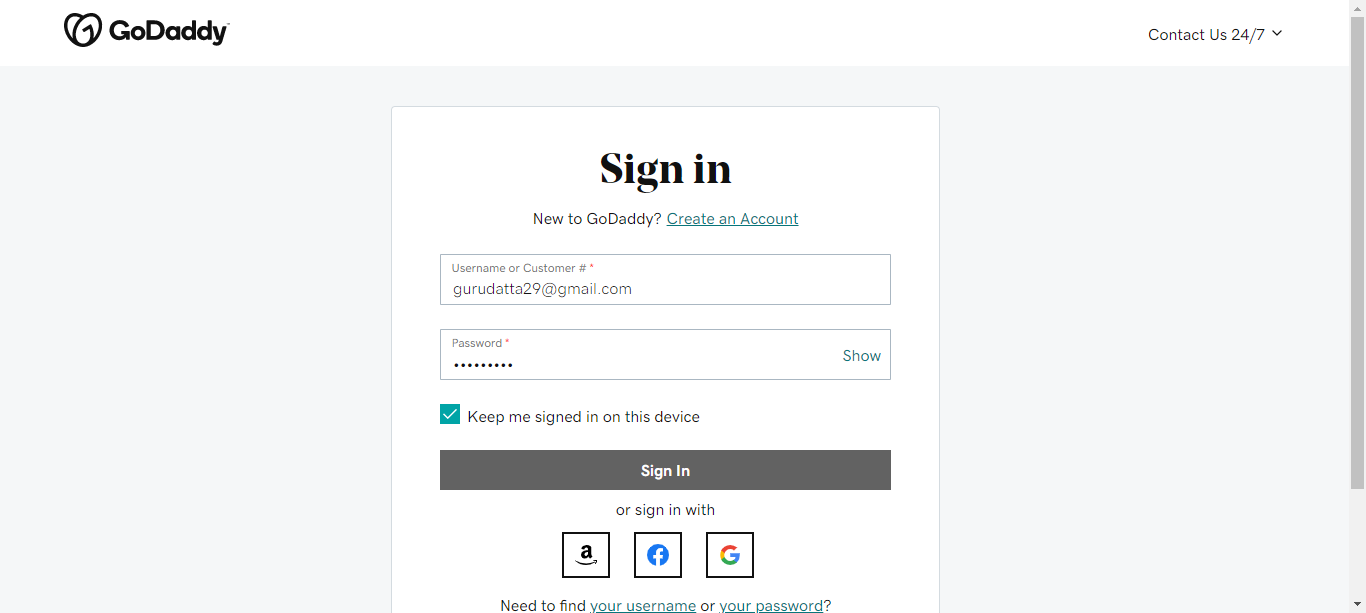 GoDaddy
Contact Us 24/7
Sign in
New to GoDaddy? Create an Account
Username or Customer # *
gurudatta29@gmail.com
Password *
•••••••••
Show
Keep me signed in on this device
Sign In
or sign in with
Need to find your username or your password?